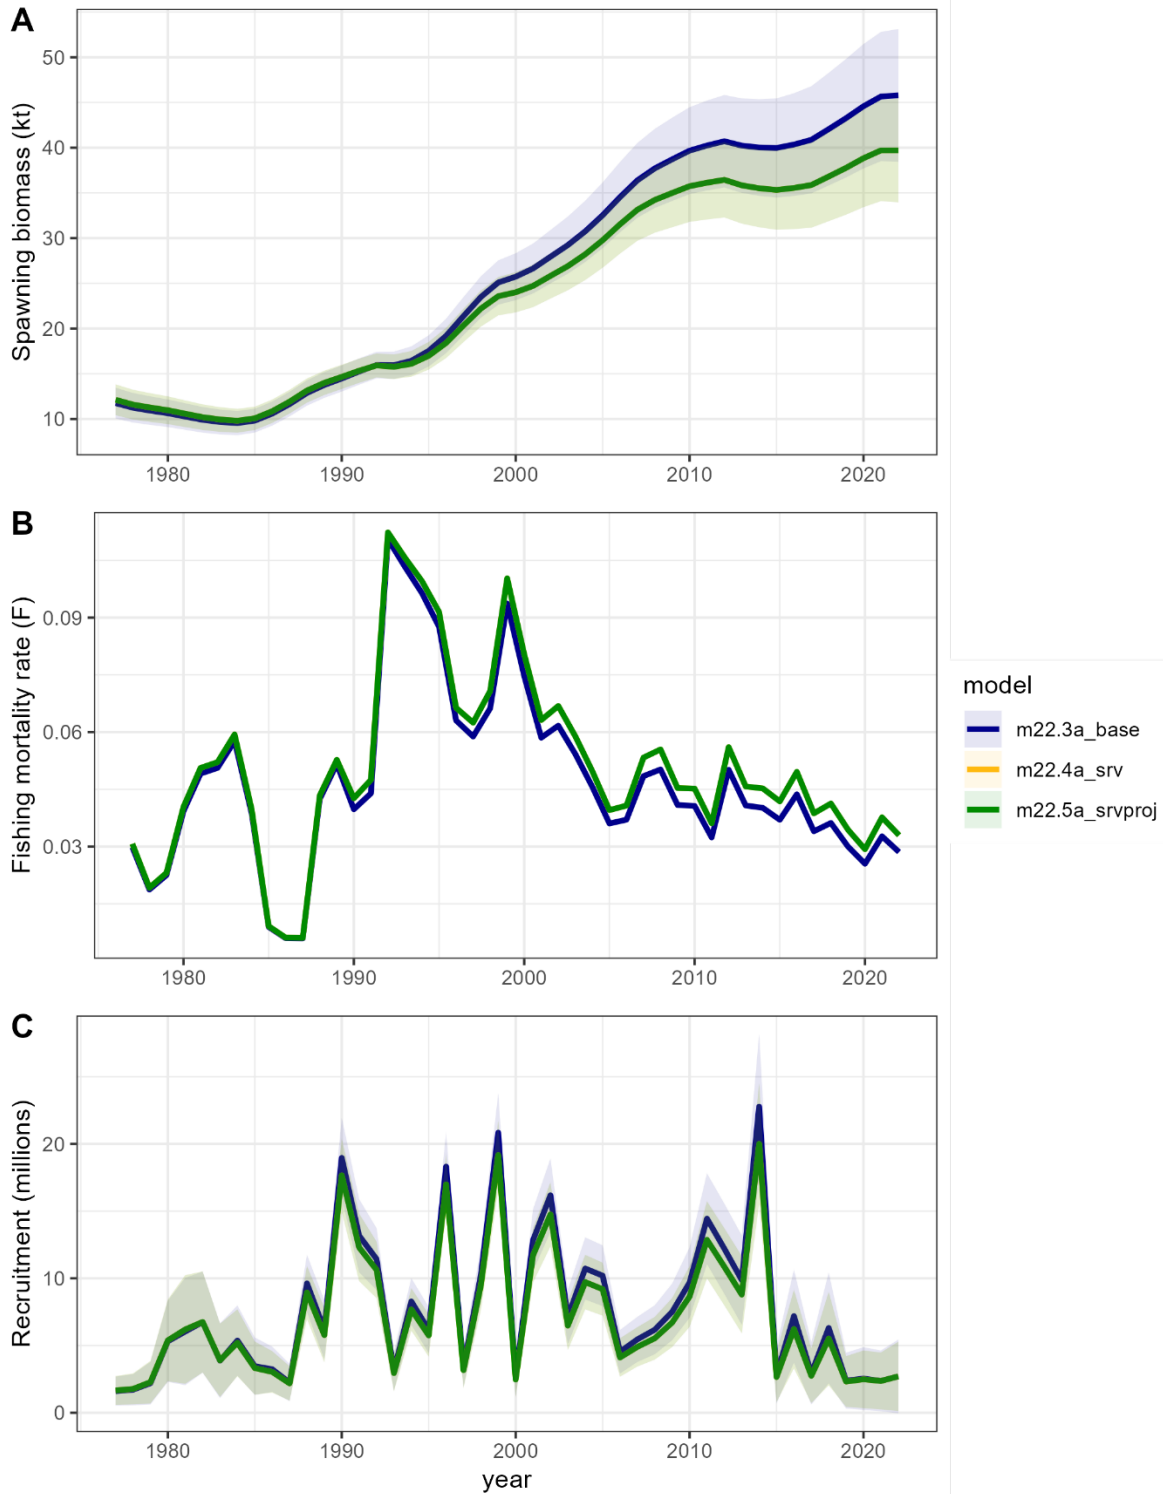 A
Spawning biomass (kt)
50
40
30
20
10
1980 1990 2000 2010 2020
B
Fishing mortality rate (F)
0.09
0.06
0.03
1980 1990 2000 2010 2020
model
m22.3a_base
m22.4a_srv
m22.5a_srvproj
C
Recruitment (millions)
20
10
0
1980 1990 2000 2010 2020
year